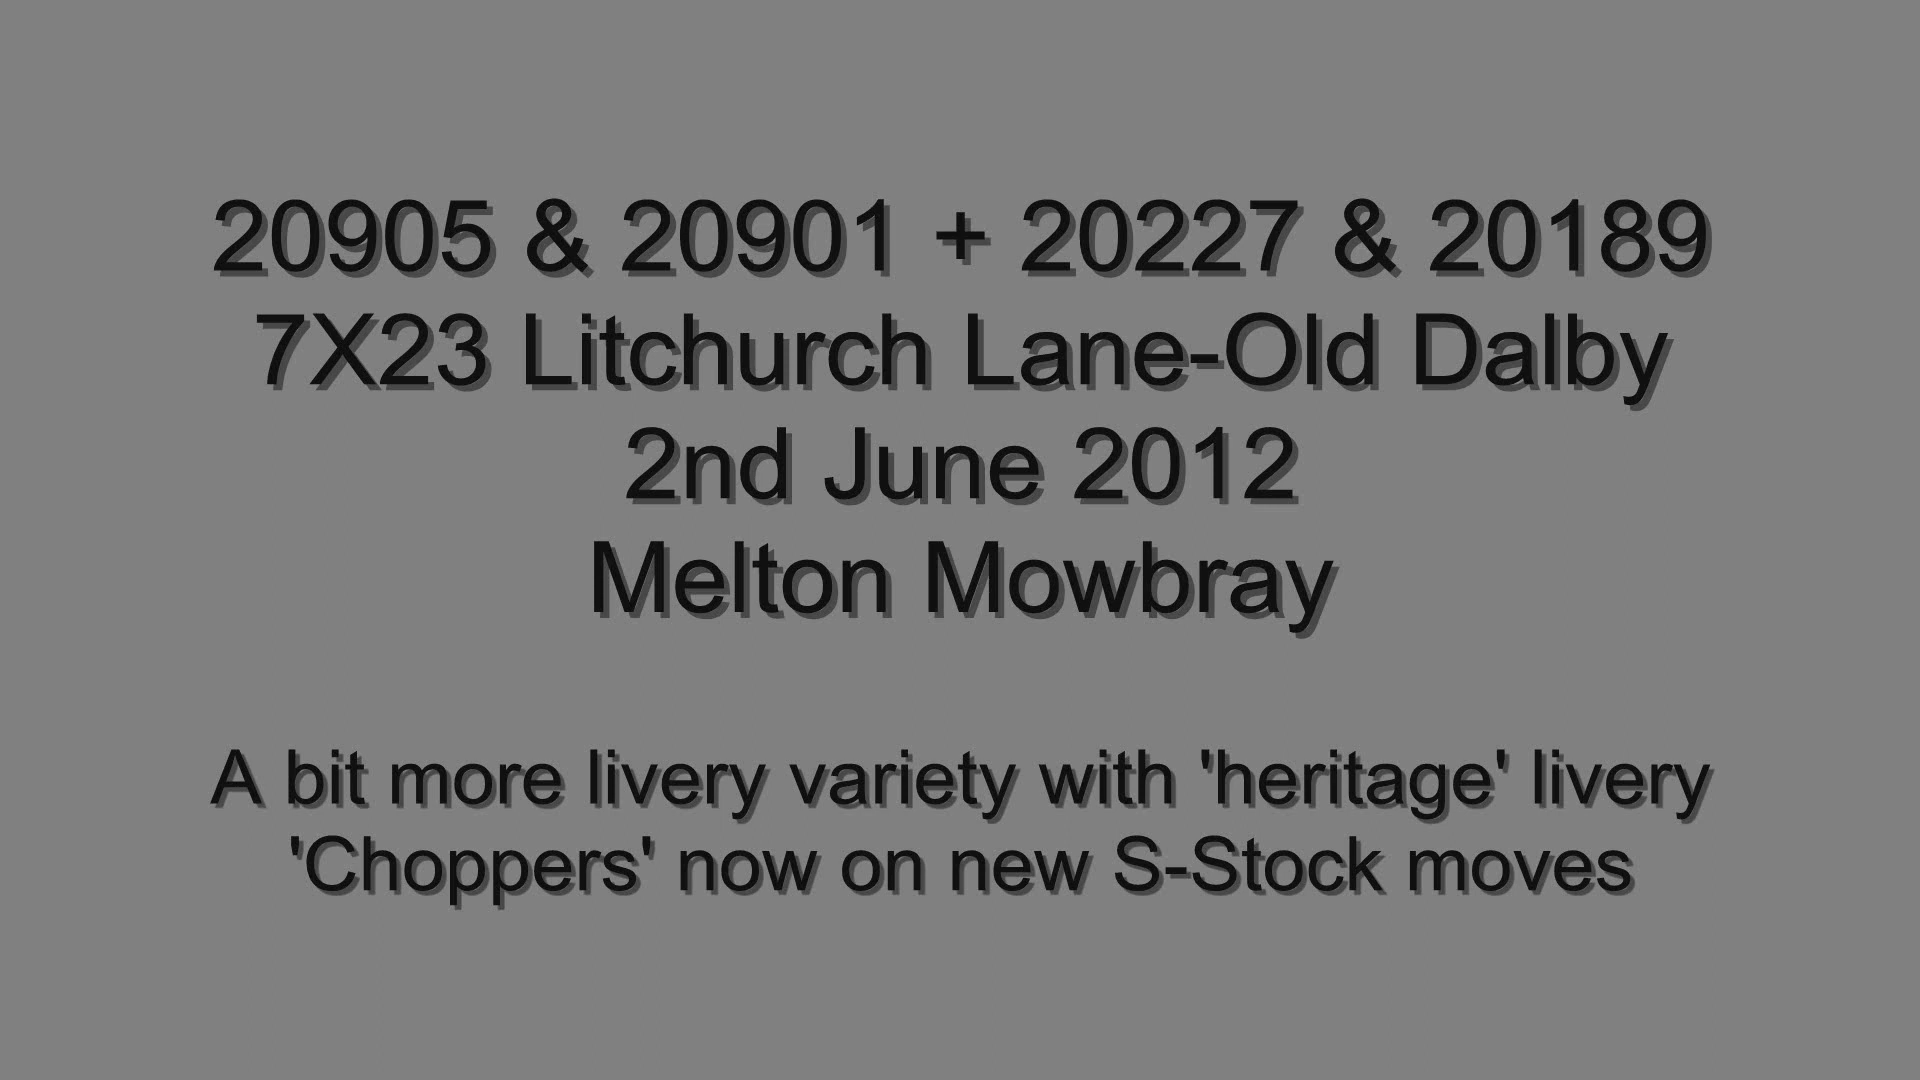 20905 & 20901 + 20227 & 20189
7X23 Litchurch Lane-Old Dalby
2nd June 2012
Melton Mowbray
A bit more livery variety with 'heritage' livery
'Choppers' now on new S-Stock moves